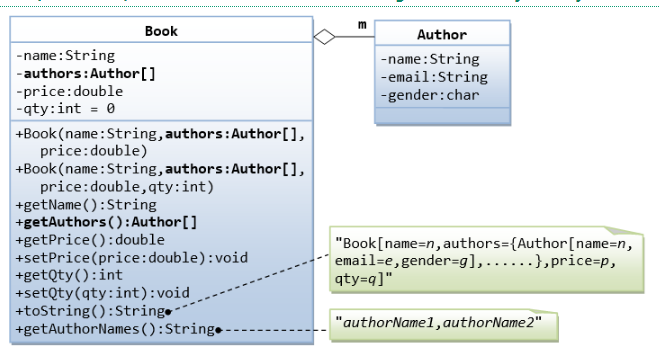 Book
-name:String
-authors:Author[]
-price:double
-qty:int = 0
+Book(name:String,authors:Author[],
price:double)
+Book(name:String,authors:Author[],
price:double,qty:int)
+getName():String
+getAuthors():Author[]
+getPrice():double
+setPrice(price:double):void
+getQty():int
+setQty(qty:int):void
+toString():String
+getAuthorNames():String
m
Author
-name:String
-email:String
-gender:char
"Book[name=n,authors={Author[name=n,
email=e,gender=g],......},price=p,
qty=q]"
"authorName1,authorName2"